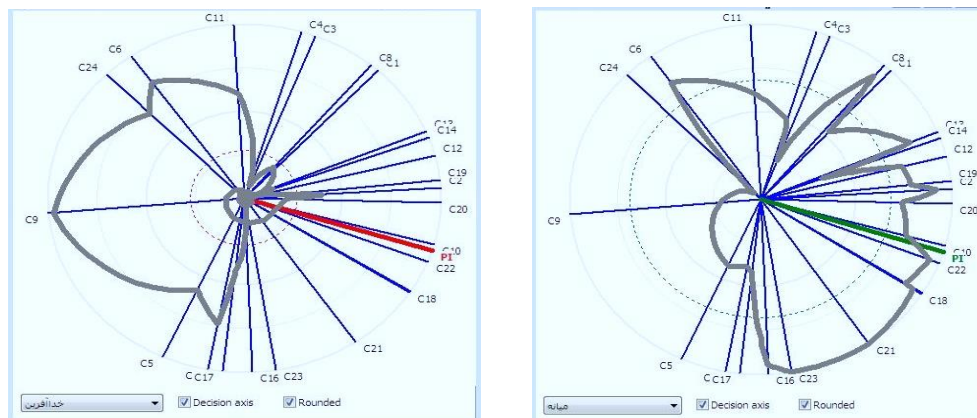 C11
C4
C3
C6
C24
C8
C1
C14
C12
C19
C2
C9
C20
C10
PI
C22
C18
C21
C5
C17
C16
C23
خداآفرین
Decision axis
Rounded
C11
C4
C3
C6
C24
C8
C1
C14
C12
C19
C2
C9
C20
C10
PI
C22
C18
C21
C5
C17
C16
C23
میانه
Decision axis
Rounded